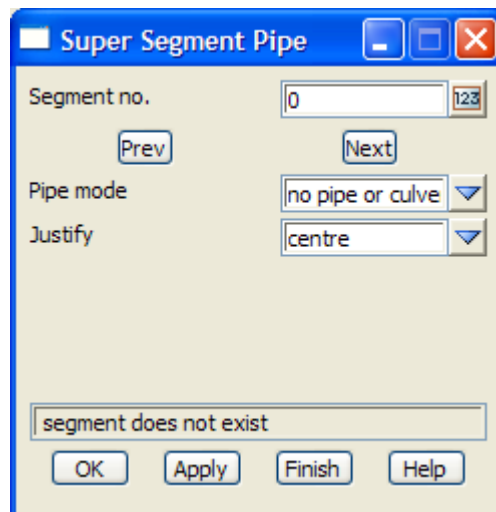 Super Segment Pipe
Segment no. 0 123
Prev Next
Pipe mode no pipe or culve
Justify centre
segment does not exist
OK Apply Finish Help